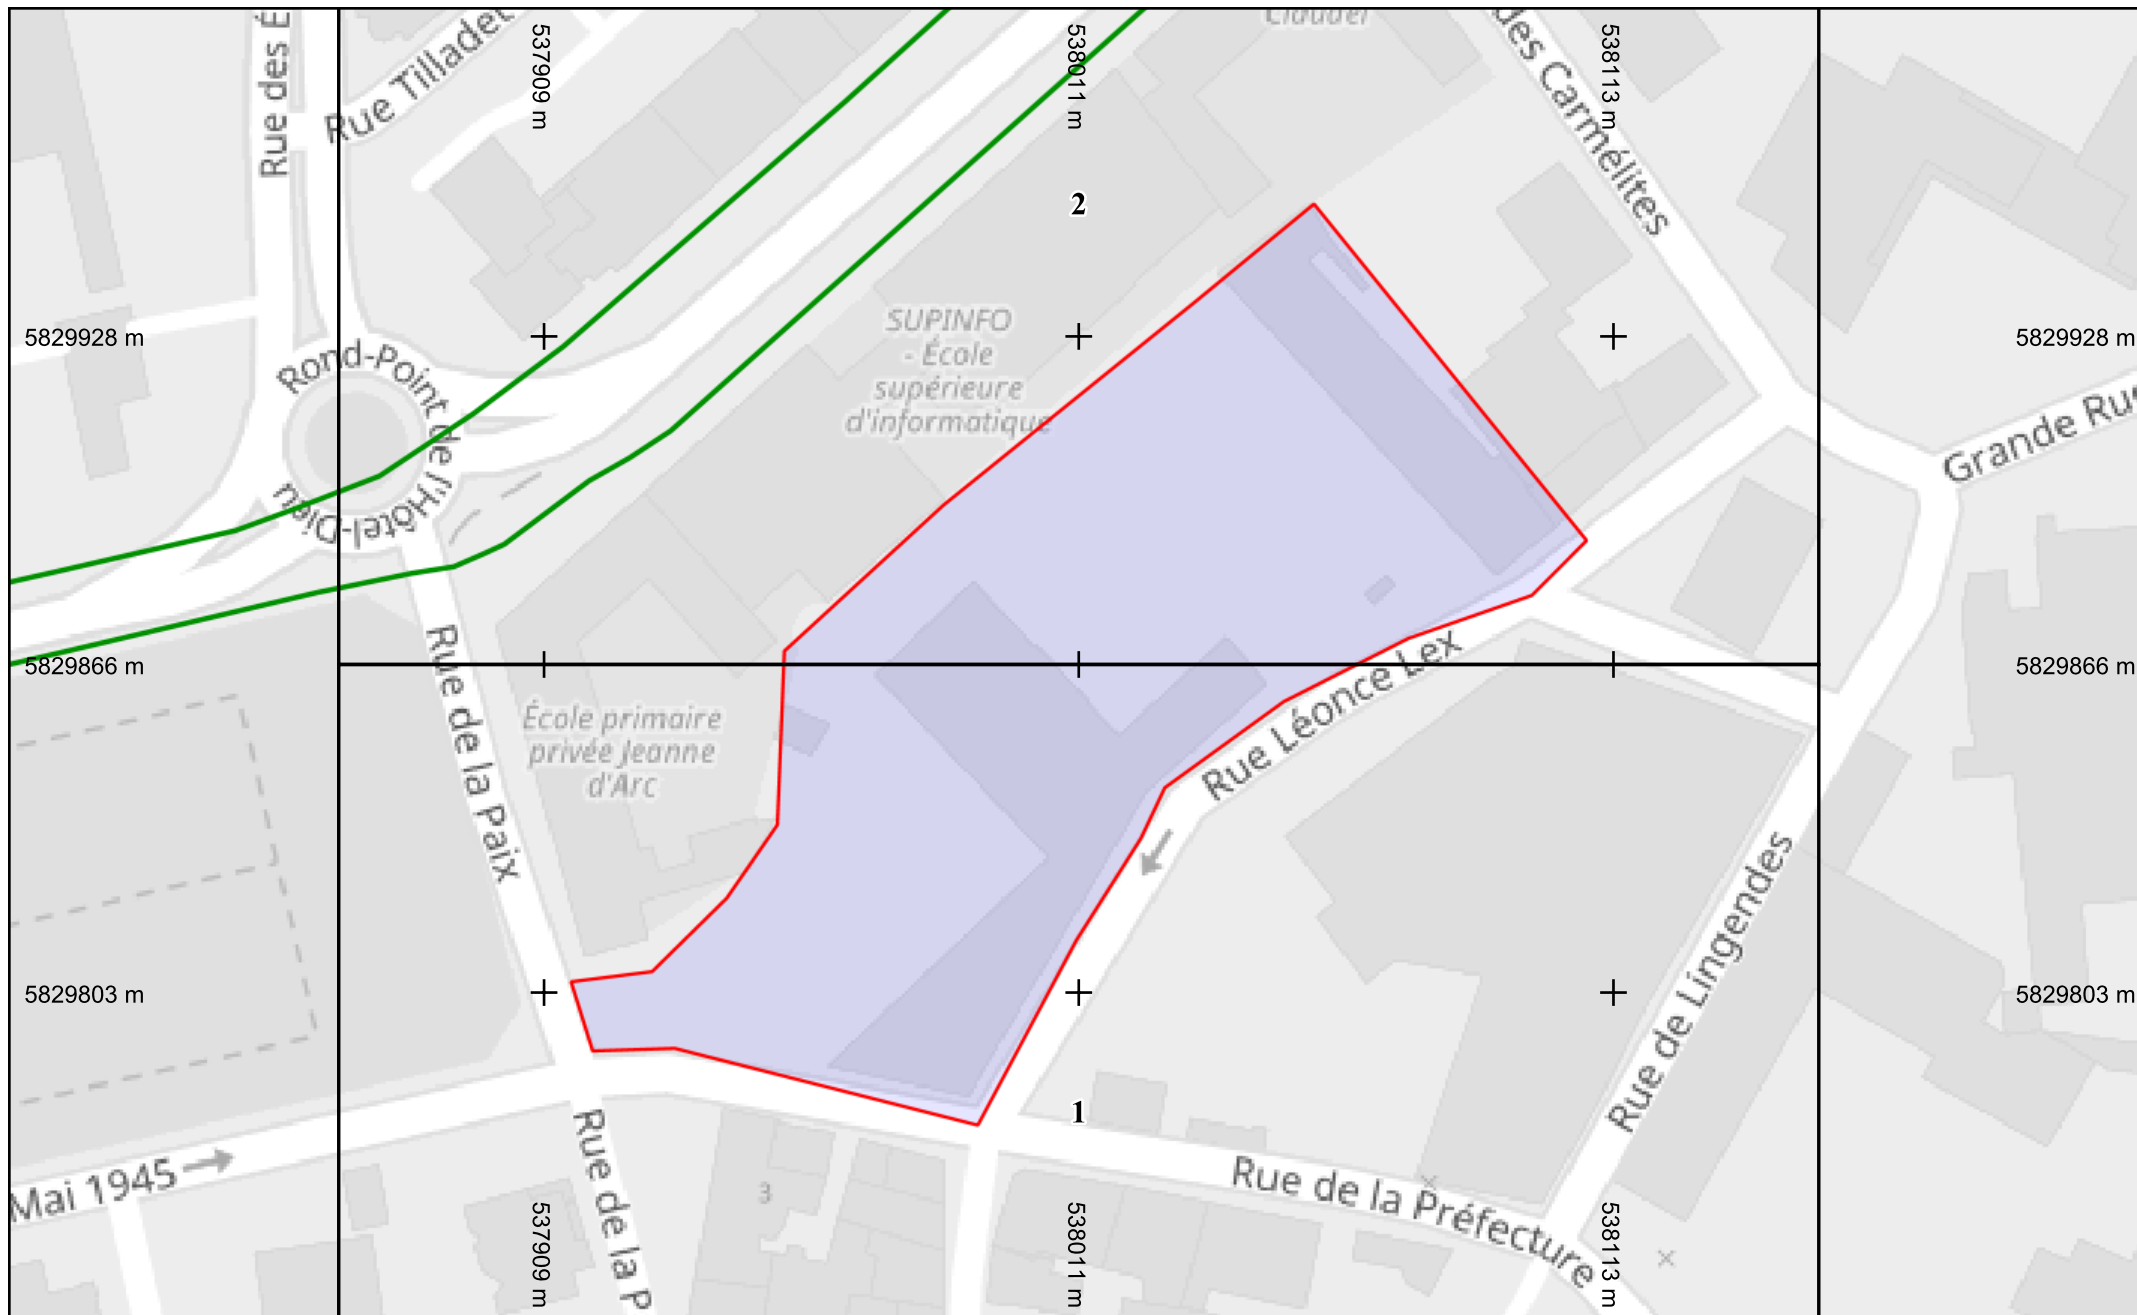 Claudel
Rue des É
Rue Tilladet
des Carmélites
537909 m
538011 m
538113 m
2
SUPINFO
- École
supérieure
d'informatique
5829928 m
5829928 m
Rond-Point de l'Hôtel-Dieu
Grande Rue
5829866 m
5829866 m
Rue de la Paix
École primaire
privée Jeanne
d'Arc
Rue Léonce Lex
Rue de Lingendes
5829803 m
5829803 m
1
Mai 1945
Rue de la P
3
Rue de la Préfecture
537909 m
538011 m
538113 m